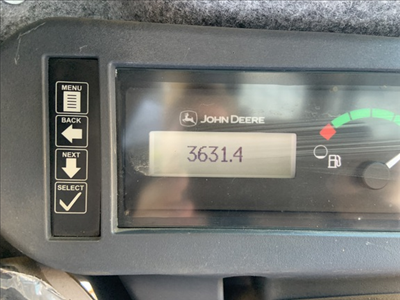 MENU
BACK
NEXT
SELECT
JOHN DEERE
3631.4